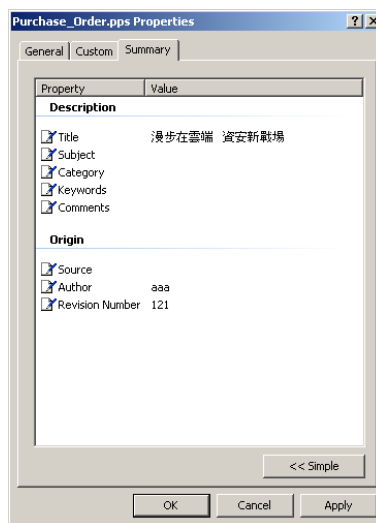 Purchase_Order.pps Properties
General Custom Summary
Property Value
Description
Title 漫步在雲端 資安新戰場
Subject
Category
Keywords
Comments
Origin
Source
Author aaa
Revision Number 121
<< Simple
OK Cancel Apply